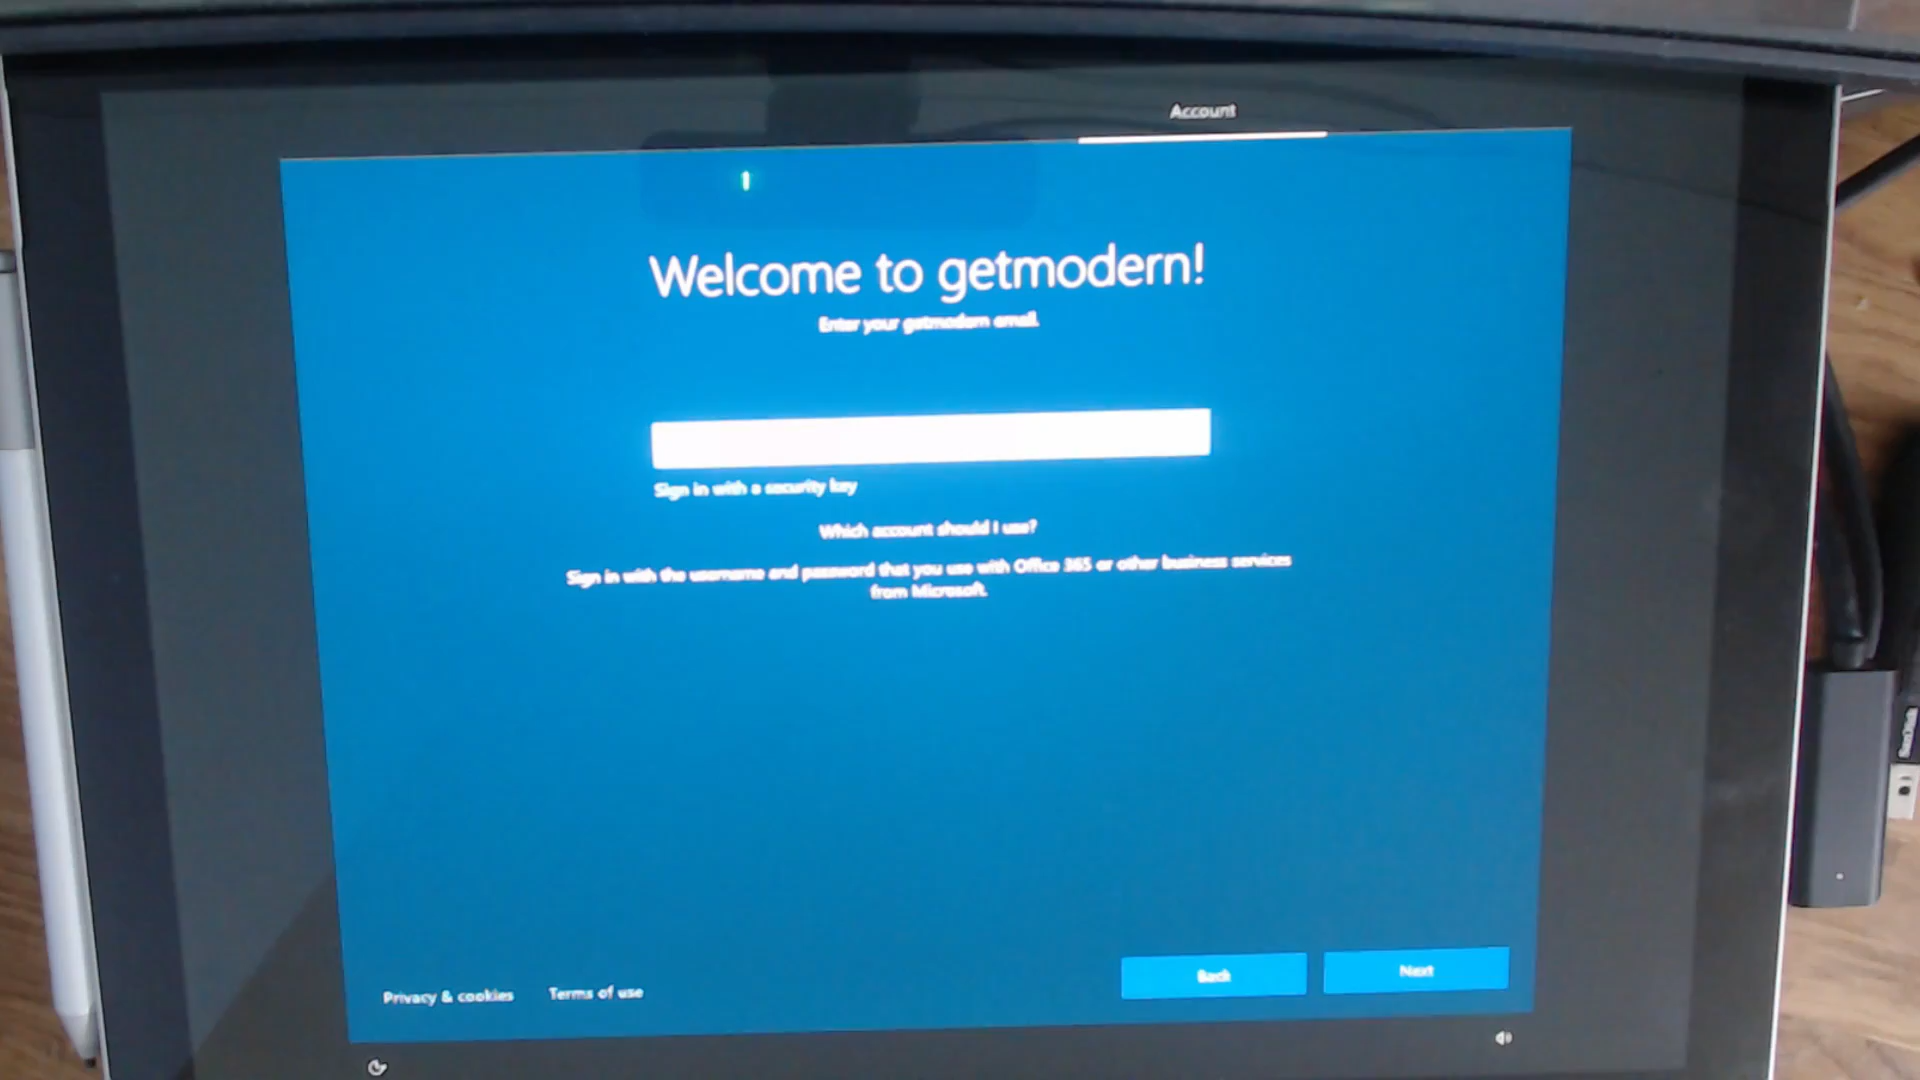 Account
Welcome to getmodern!
Enter your getmodern email.
Sign in with a security key
Which account should I use?
Sign in with the username and password that you use with Office 365 or other business services
from Microsoft.
Privacy & cookies
Terms of use
Back
Next
SanDisk